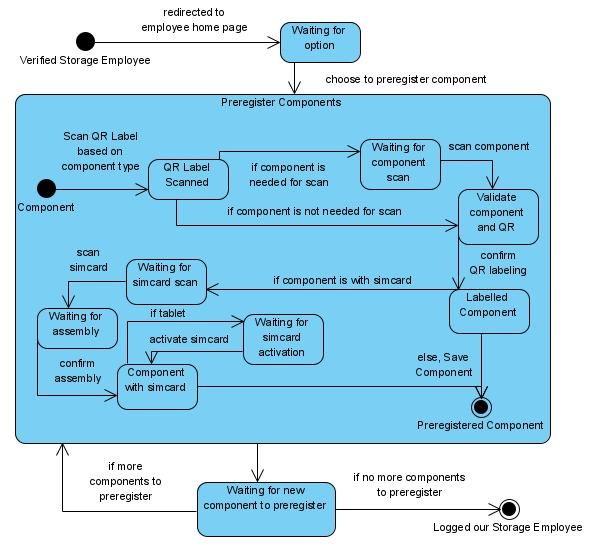 redirected to
employee home page
Waiting for
option
Verified Storage Employee
choose to preregister component
Preregister Components
Scan QR Label
based on
component type
QR Label
Scanned
Waiting for
component
scan
scan component
if component is
needed for scan
Component
if component is not needed for scan
Validate
component
and QR
scan
simcard
Waiting for
simcard scan
if component is with simcard
confirm
QR labeling
Labelled
Component
Waiting for
assembly
if tablet
activate simcard
Waiting for
simcard
activation
confirm
assembly
Component
with simcard
else, Save
Component
Preregistered Component
if more
components to
preregister
Waiting for new
component to preregister
if no more components
to preregister
Logged our Storage Employee